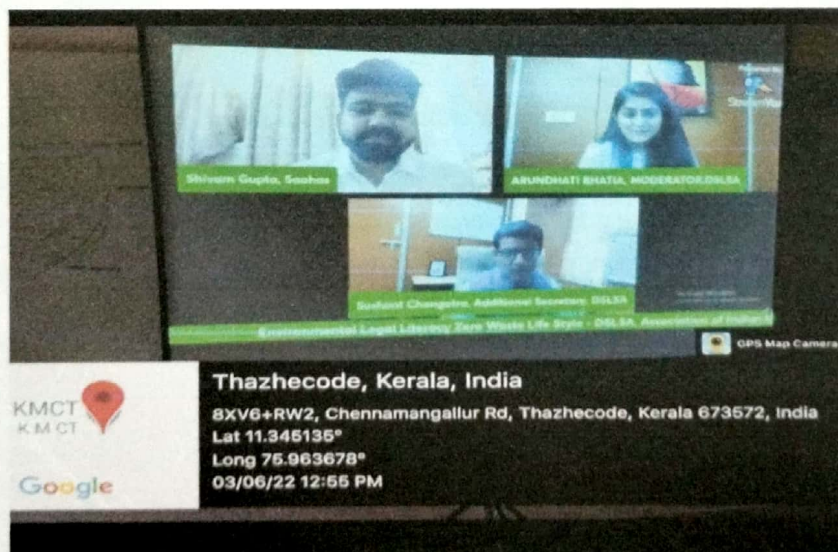 Shivam Gupta, Saahas
ARUNDHATI BHATIA, MODERATOR,DSLSA
Sushant Changotra, Additional Secretary, DSLSA
Environmental Legal Literacy Zero Waste Life Style - DSLSA, Association of
GPS Map Camera
KMCT
KMCT
Google
Thazhecode, Kerala, India
8XV6+RW2, Chennamangallur Rd, Thazhecode, Kerala 673572, India
Lat 11.345135°
Long 75.963678°
03/06/22 12:55 PM